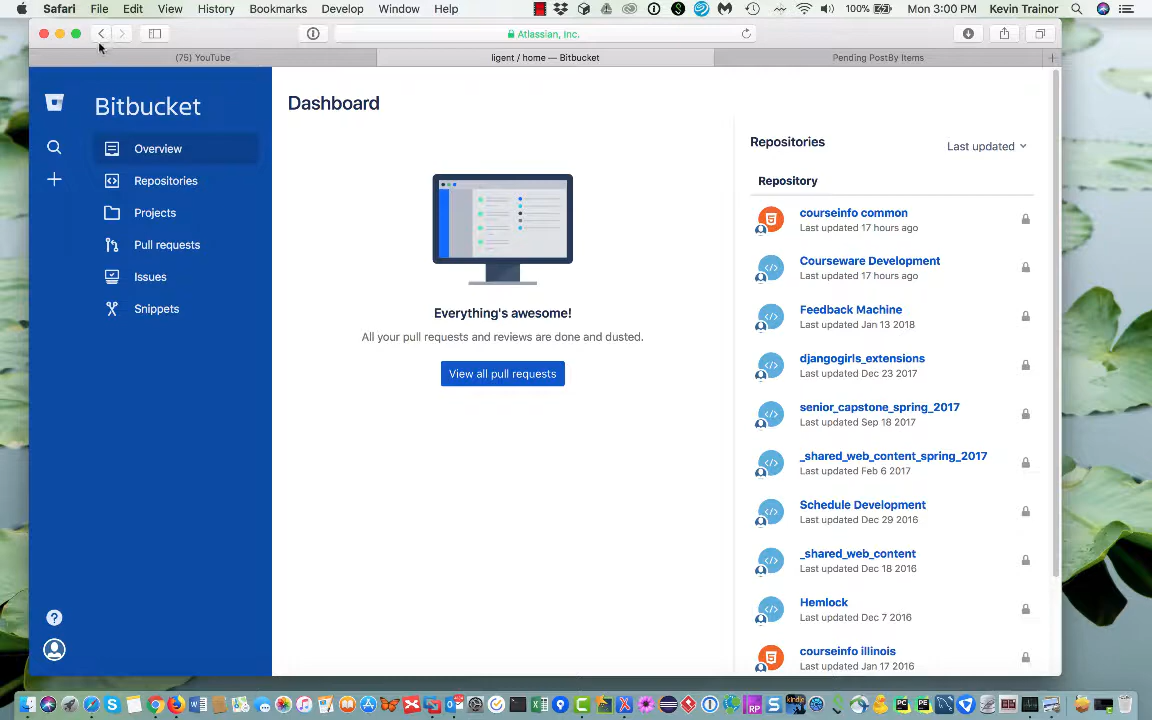 Safari File Edit View History Bookmarks Develop Window Help 100% Mon 3:00 PM Kevin Trainor
Atlassian, Inc.
(75) YouTube
ligent / home — Bitbucket
Pending PostBy Items
Bitbucket
Overview
Repositories
Projects
Pull requests
Issues
Snippets
Dashboard
Everything's awesome!
All your pull requests and reviews are done and dusted.
View all pull requests
Repositories
Last updated
Repository
courseinfo common
Last updated 17 hours ago
Courseware Development
Last updated 17 hours ago
Feedback Machine
Last updated Jan 13 2018
djangogirls_extensions
Last updated Dec 23 2017
senior_capstone_spring_2017
Last updated Sep 18 2017
_shared_web_content_spring_2017
Last updated Feb 6 2017
Schedule Development
Last updated Dec 29 2016
_shared_web_content
Last updated Dec 18 2016
Hemlock
Last updated Dec 7 2016
courseinfo illinois
Last updated Jan 17 2016